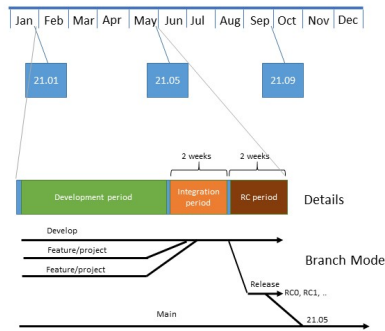 Jan Feb Mar Apr May Jun Jul Aug Sep Oct Nov Dec
21.01 21.05 21.09
2 weeks 2 weeks
Development period Integration period RC period Details
Develop
Feature/project
Branch Mode
Feature/project
Release
RC0, RC1, ..
Main 21.05